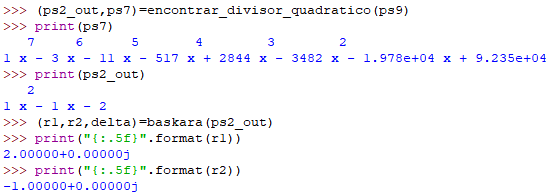 >>> (ps2_out,ps7)=encontrar_divisor_quadratico(ps9)
>>> print(ps7)
7 6 5 4 3 2
1 x - 3 x - 11 x - 517 x + 2844 x - 3482 x - 1.978e+04 x + 9.235e+04
>>> print(ps2_out)
2
1 x - 1 x - 2
>>> (r1,r2,delta)=baskara(ps2_out)
>>> print("{:.5f}".format(r1))
2.00000+0.00000j
>>> print("{:.5f}".format(r2))
-1.00000+0.00000j